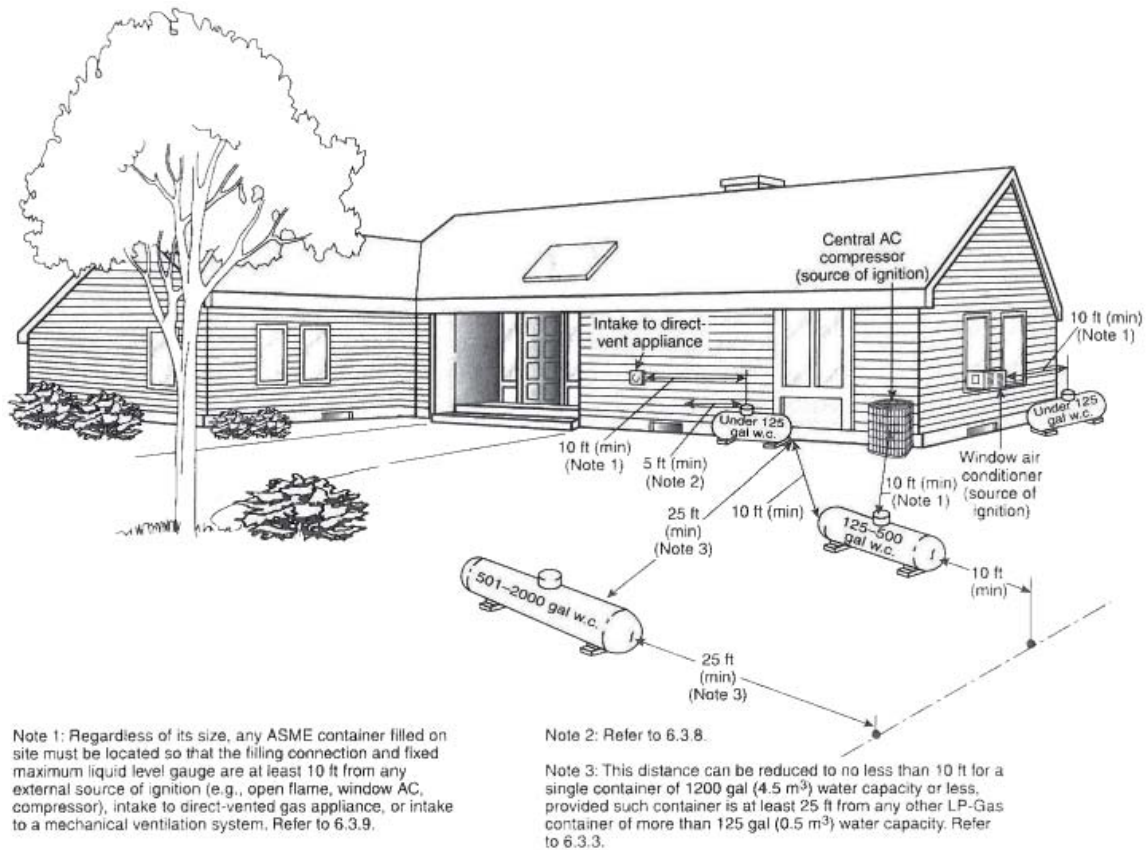 Central AC
compressor
(source of ignition)
10 ft (min)
(Note 1)
Intake to direct-
vent appliance
Under 125
gal w.c.
Under 125
gal w.c.
10 ft (min)
(Note 1)
5 ft (min)
(Note 2)
Window air
conditioner
(source of
ignition)
10 ft (min)
(Note 1)
25 ft
(min)
(Note 3)
10 ft (min)
125–500
gal w.c.
10 ft
(min)
501–2000 gal w.c.
25 ft
(min)
(Note 3)
Note 1: Regardless of its size, any ASME container filled on
site must be located so that the filling connection and fixed
maximum liquid level gauge are at least 10 ft from any
external source of ignition (e.g., open flame, window AC,
compressor), intake to direct-vented gas appliance, or intake
to a mechanical ventilation system. Refer to 6.3.9.
Note 2: Refer to 6.3.8.
Note 3: This distance can be reduced to no less than 10 ft for a
single container of 1200 gal (4.5 m³) water capacity or less,
provided such container is at least 25 ft from any other LP-Gas
container of more than 125 gal (0.5 m³) water capacity. Refer
to 6.3.3.